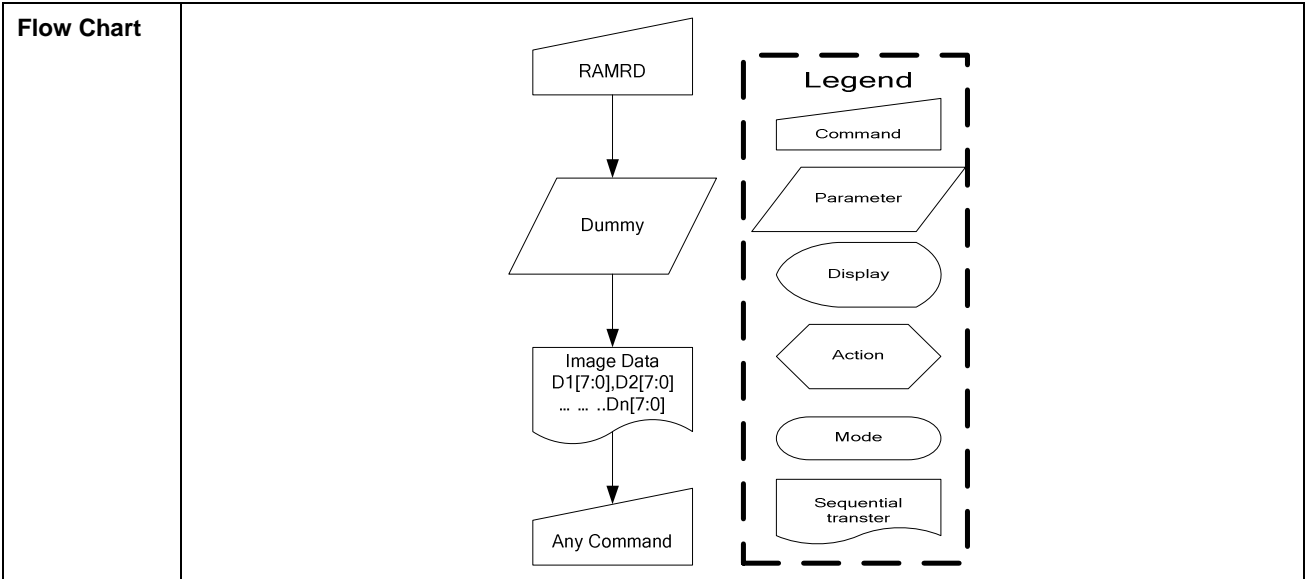 Flow Chart
RAMRD
Dummy
Image Data
D1[7:0],D2[7:0]
... ... ..Dn[7:0]
Any Command
Legend
Command
Parameter
Display
Action
Mode
Sequential
transter